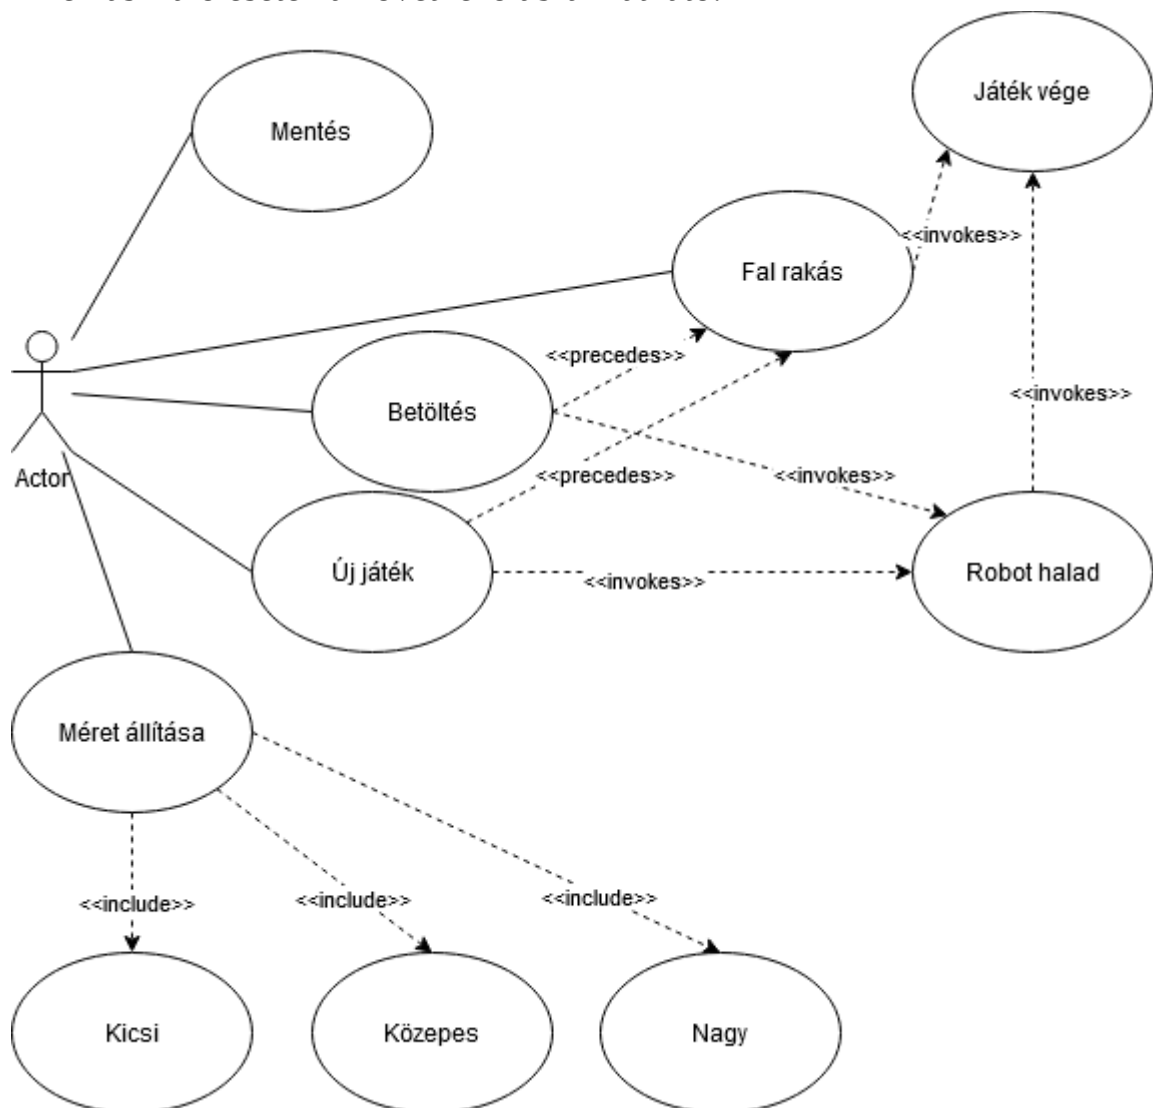 Játék vége
Mentés
<<invokes>>
Fal rakás
<<precedes>>
<<invokes>>
Betöltés
Actor
<<precedes>>
<<invokes>>
Új játék
<<invokes>>
Robot halad
Méret állítása
<<include>>
<<include>>
<<include>>
Kicsi
Közepes
Nagy